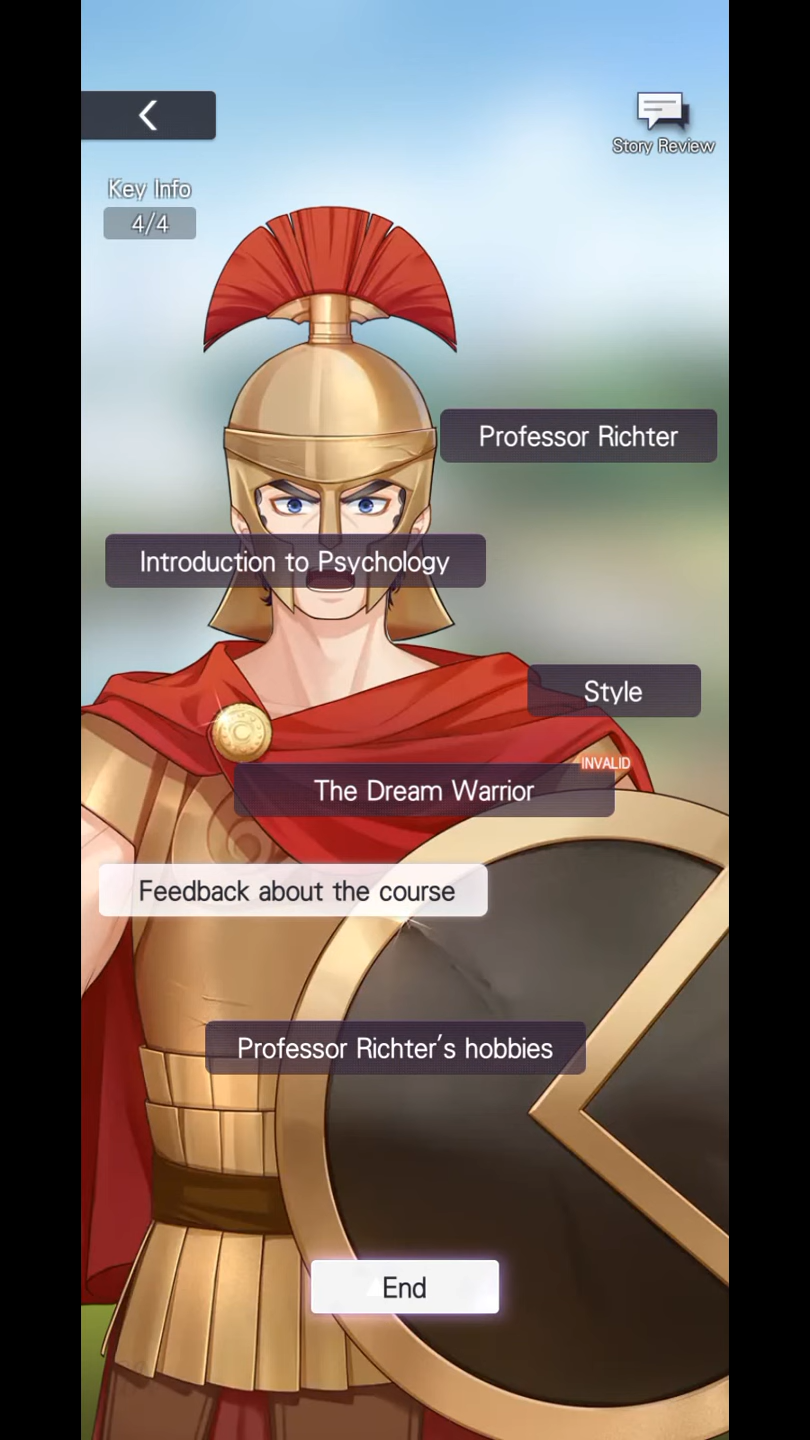 Story Review
Key Info
4/4
Professor Richter
Introduction to Psychology
Style
INVALID
The Dream Warrior
Feedback about the course
Professor Richter's hobbies
End